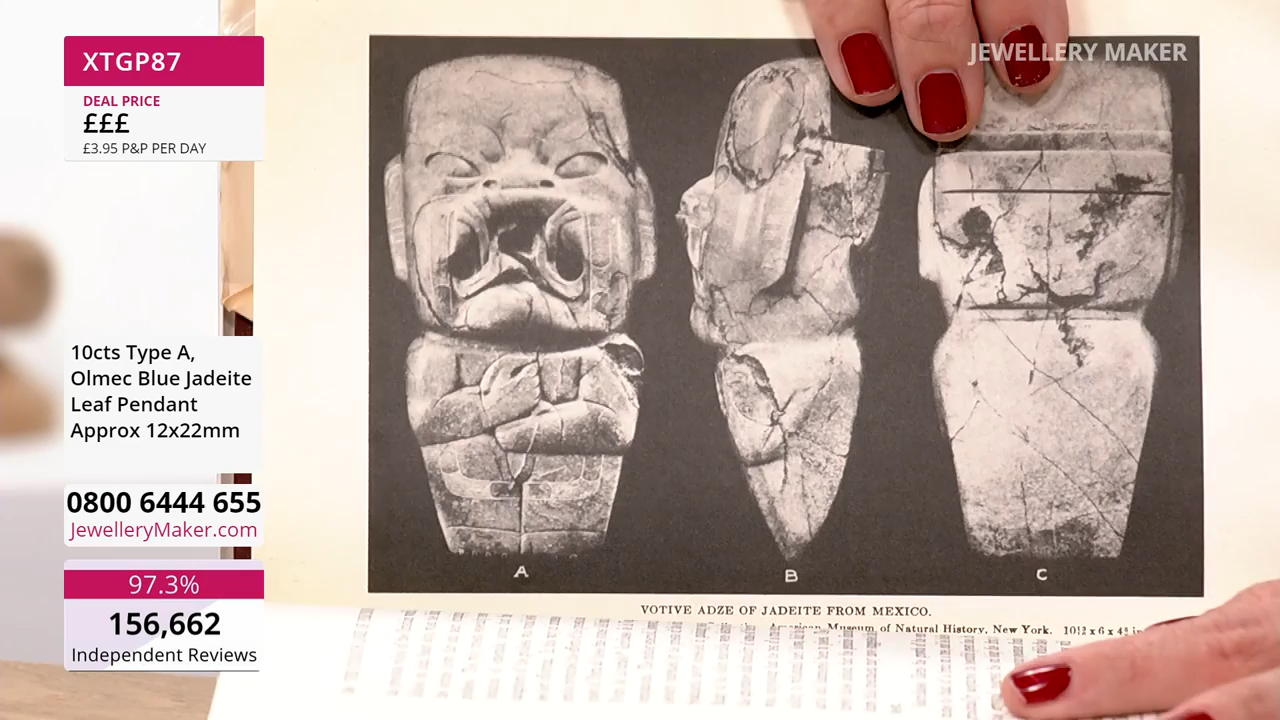 XTGP87
DEAL PRICE
£££
£3.95 P&P PER DAY
10cts Type A,
Olmec Blue Jadeite
Leaf Pendant
Approx 12x22mm
0800 6444 655
JewelleryMaker.com
97.3%
156,662
Independent Reviews
JEWELLERY MAKER
A
B
C
VOTIVE ADZE OF JADEITE FROM MEXICO.
American Museum of Natural History, New York.